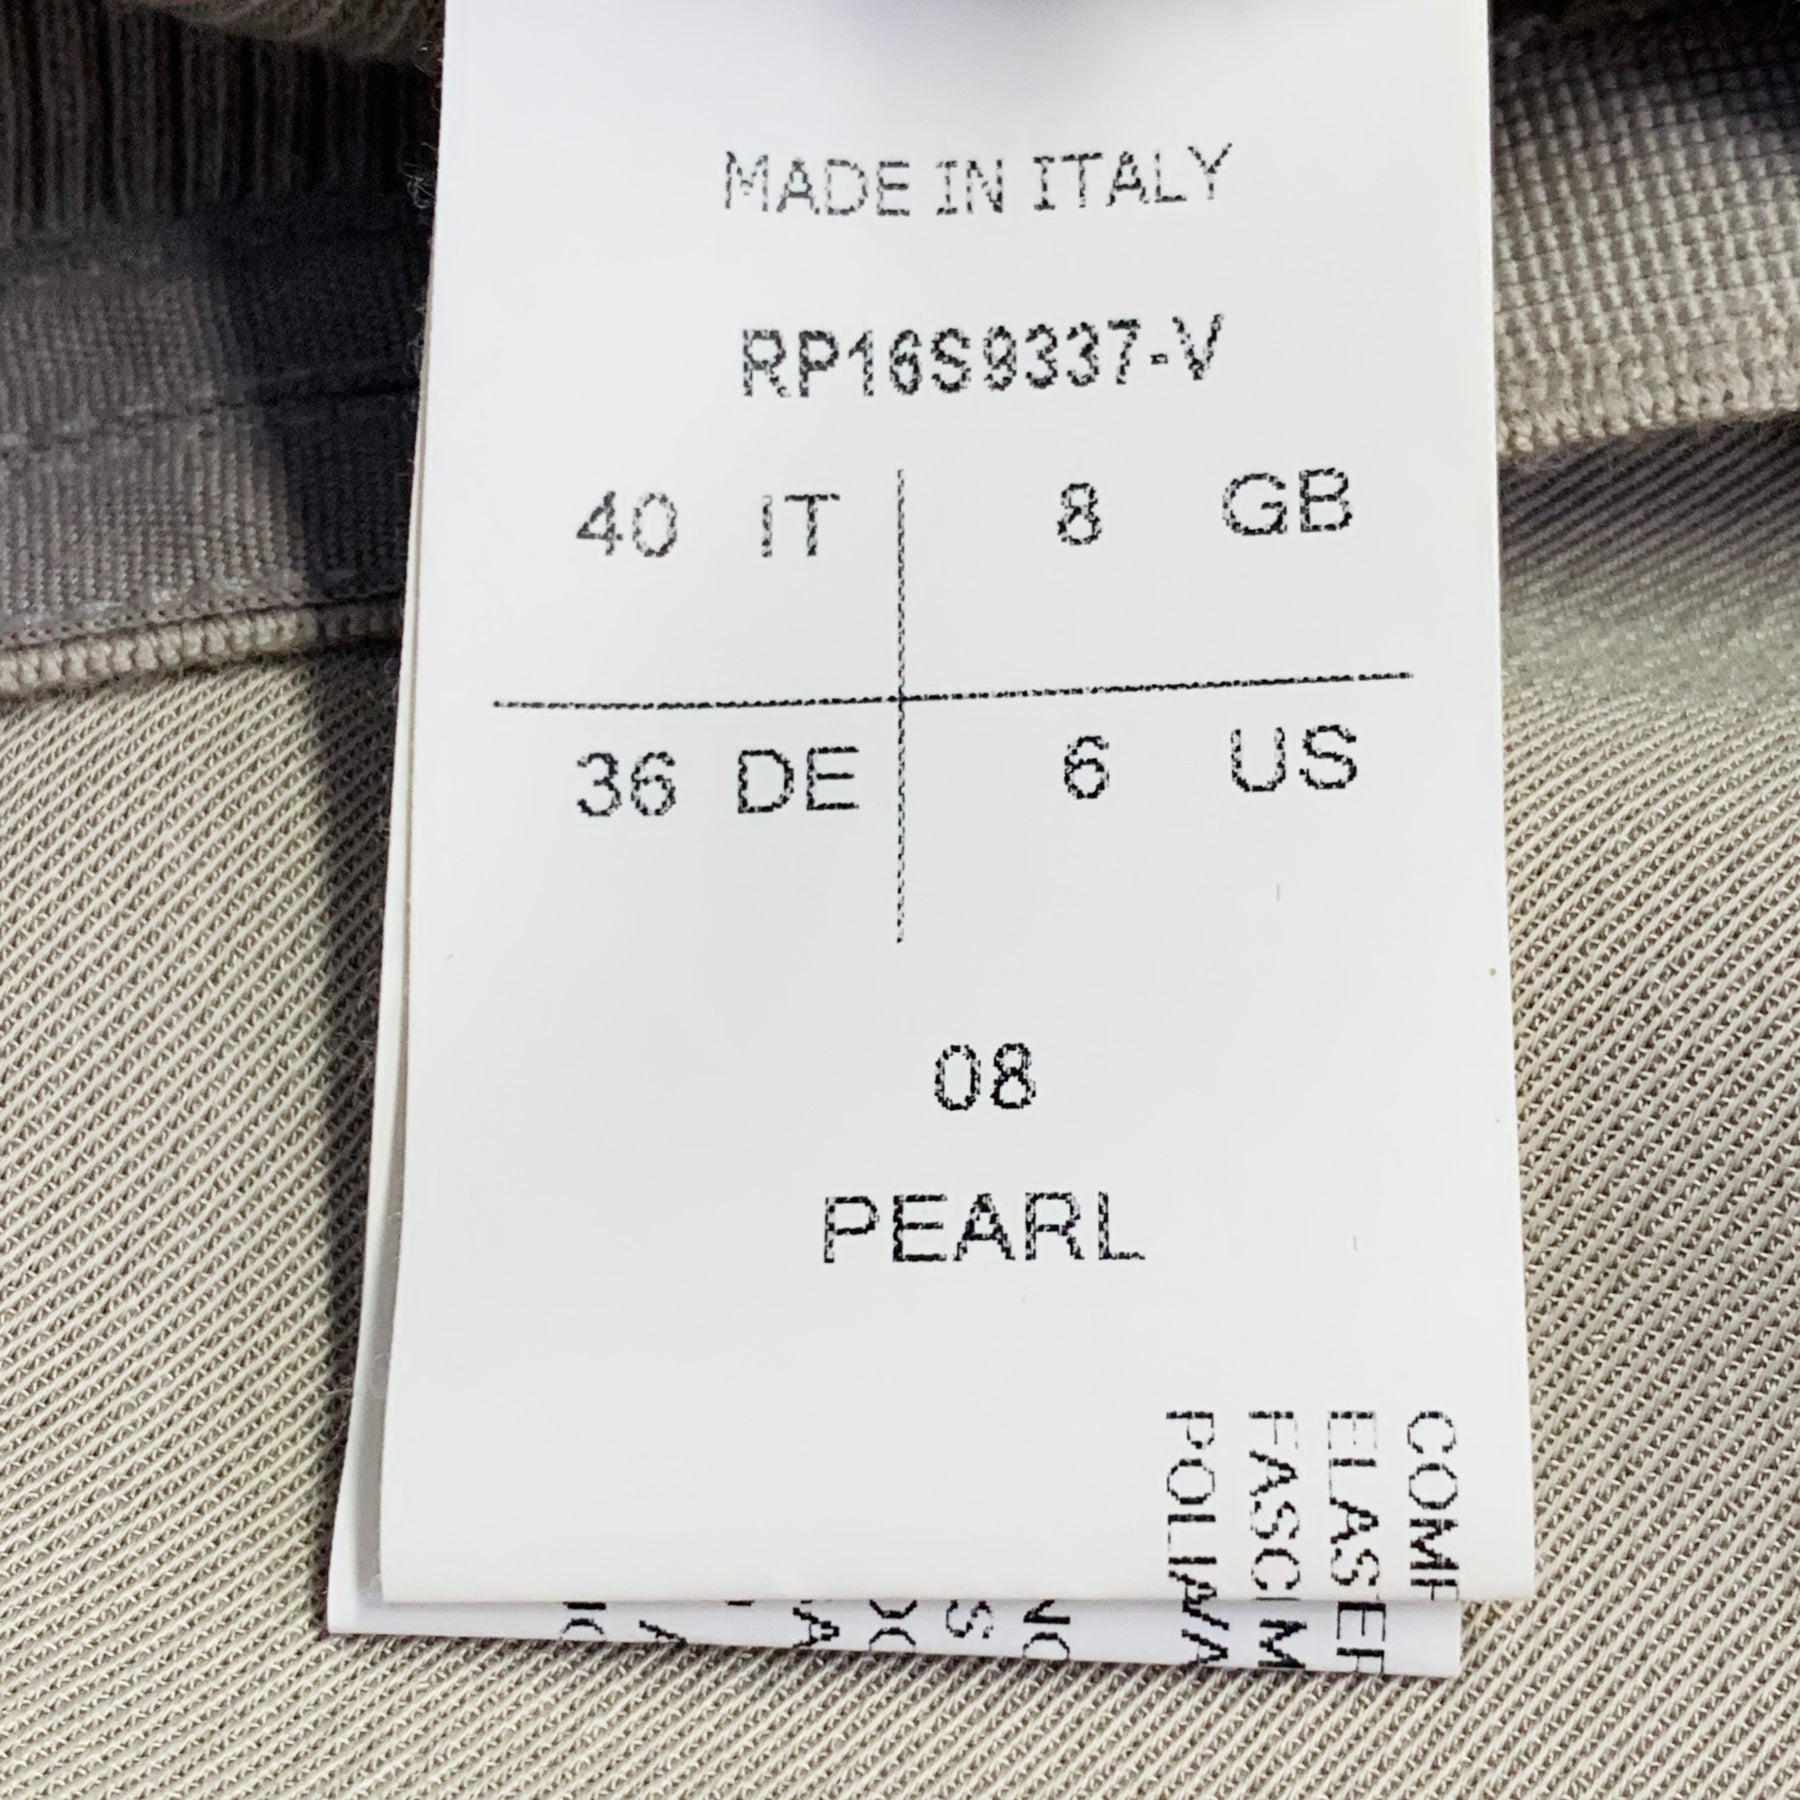 MADE IN ITALY
RP16S9337-V
40 IT 8 GB
36 DE 6 US
08
PEARL